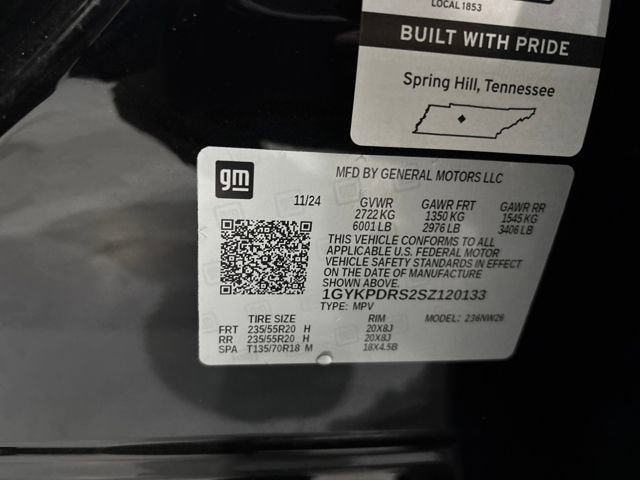 LOCAL 1853
BUILT WITH PRIDE
Spring Hill, Tennessee
gm
MFD BY GENERAL MOTORS LLC
11/24 GVWR GAWR FRT GAWR RR
2722 KG 1350 KG 1545 KG
6001 LB 2976 LB 3406 LB
THIS VEHICLE CONFORMS TO ALL
APPLICABLE U.S. FEDERAL MOTOR
VEHICLE SAFETY STANDARDS IN EFFECT
ON THE DATE OF MANUFACTURE
SHOWN ABOVE.
1GYKPDRS2SZ120133
TYPE: MPV MODEL: 236NW26
TIRE SIZE RIM
FRT 235/55R20 H 20X8J
RR 235/55R20 H 20X8J
SPA T135/70R18 M 18X4.5B